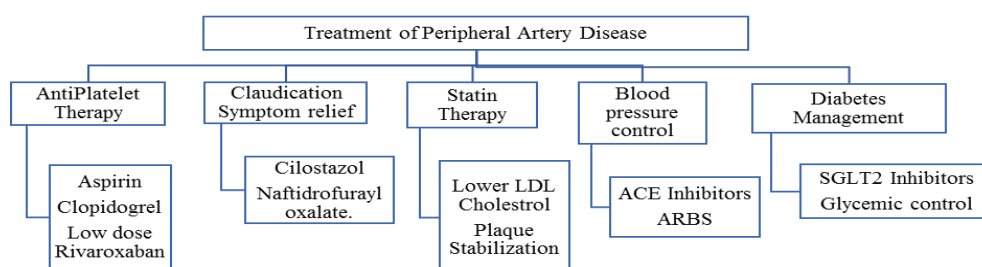 Treatment of Peripheral Artery Disease
AntiPlatelet
Therapy
Aspirin
Clopidogrel
Low dose
Rivaroxaban
Claudication
Symptom relief
Cilostazol
Naftidrofurayl
oxalate.
Statin
Therapy
Lower LDL
Cholestrol
Plaque
Stabilization
Blood
pressure
control
ACE Inhibitors
ARBS
Diabetes
Management
SGLT2 Inhibitors
Glycemic control